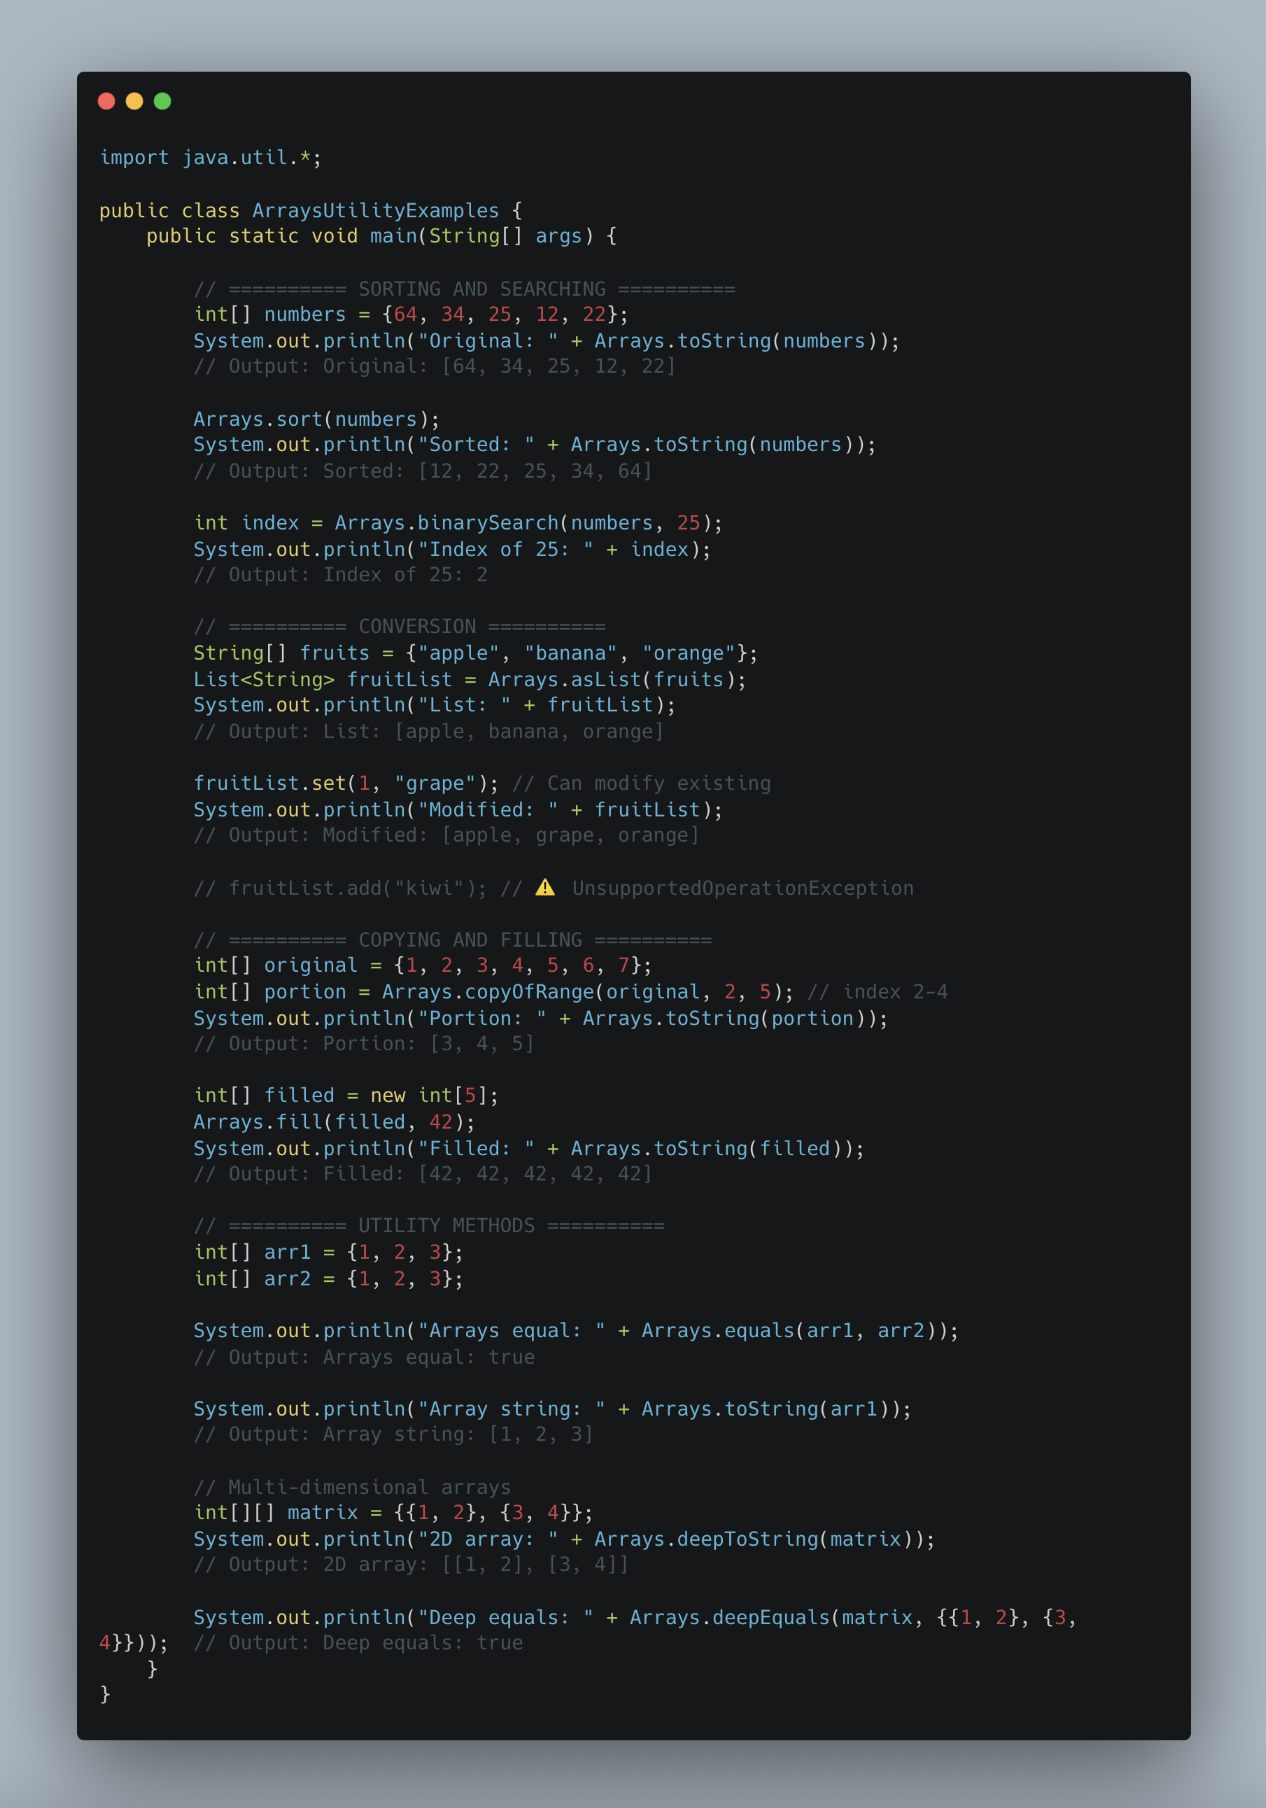 import java.util.*;

public class ArraysUtilityExamples {
    public static void main(String[] args) {

        // ========== SORTING AND SEARCHING ==========
        int[] numbers = {64, 34, 25, 12, 22};
        System.out.println("Original: " + Arrays.toString(numbers));
        // Output: Original: [64, 34, 25, 12, 22]

        Arrays.sort(numbers);
        System.out.println("Sorted: " + Arrays.toString(numbers));
        // Output: Sorted: [12, 22, 25, 34, 64]

        int index = Arrays.binarySearch(numbers, 25);
        System.out.println("Index of 25: " + index);
        // Output: Index of 25: 2

        // ========== CONVERSION ==========
        String[] fruits = {"apple", "banana", "orange"};
        List<String> fruitList = Arrays.asList(fruits);
        System.out.println("List: " + fruitList);
        // Output: List: [apple, banana, orange]

        fruitList.set(1, "grape"); // Can modify existing
        System.out.println("Modified: " + fruitList);
        // Output: Modified: [apple, grape, orange]

        // fruitList.add("kiwi"); // ⚠️ UnsupportedOperationException

        // ========== COPYING AND FILLING ==========
        int[] original = {1, 2, 3, 4, 5, 6, 7};
        int[] portion = Arrays.copyOfRange(original, 2, 5); // index 2-4
        System.out.println("Portion: " + Arrays.toString(portion));
        // Output: Portion: [3, 4, 5]

        int[] filled = new int[5];
        Arrays.fill(filled, 42);
        System.out.println("Filled: " + Arrays.toString(filled));
        // Output: Filled: [42, 42, 42, 42, 42]

        // ========== UTILITY METHODS ==========
        int[] arr1 = {1, 2, 3};
        int[] arr2 = {1, 2, 3};

        System.out.println("Arrays equal: " + Arrays.equals(arr1, arr2));
        // Output: Arrays equal: true

        System.out.println("Array string: " + Arrays.toString(arr1));
        // Output: Array string: [1, 2, 3]

        // Multi-dimensional arrays
        int[][] matrix = {{1, 2}, {3, 4}};
        System.out.println("2D array: " + Arrays.deepToString(matrix));
        // Output: 2D array: [[1, 2], [3, 4]]

        System.out.println("Deep equals: " + Arrays.deepEquals(matrix, {{1, 2}, {3,
4}}));  // Output: Deep equals: true
    }
}